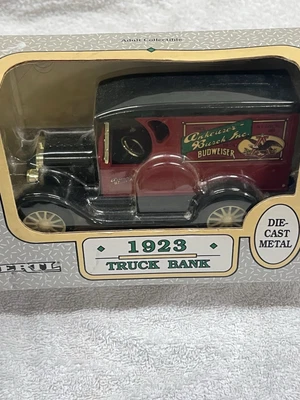 Adult Collectible
Anheuser
Busch Inc.
BUDWEISER
1923
TRUCK BANK
DIE-
CAST
METAL
ERTL